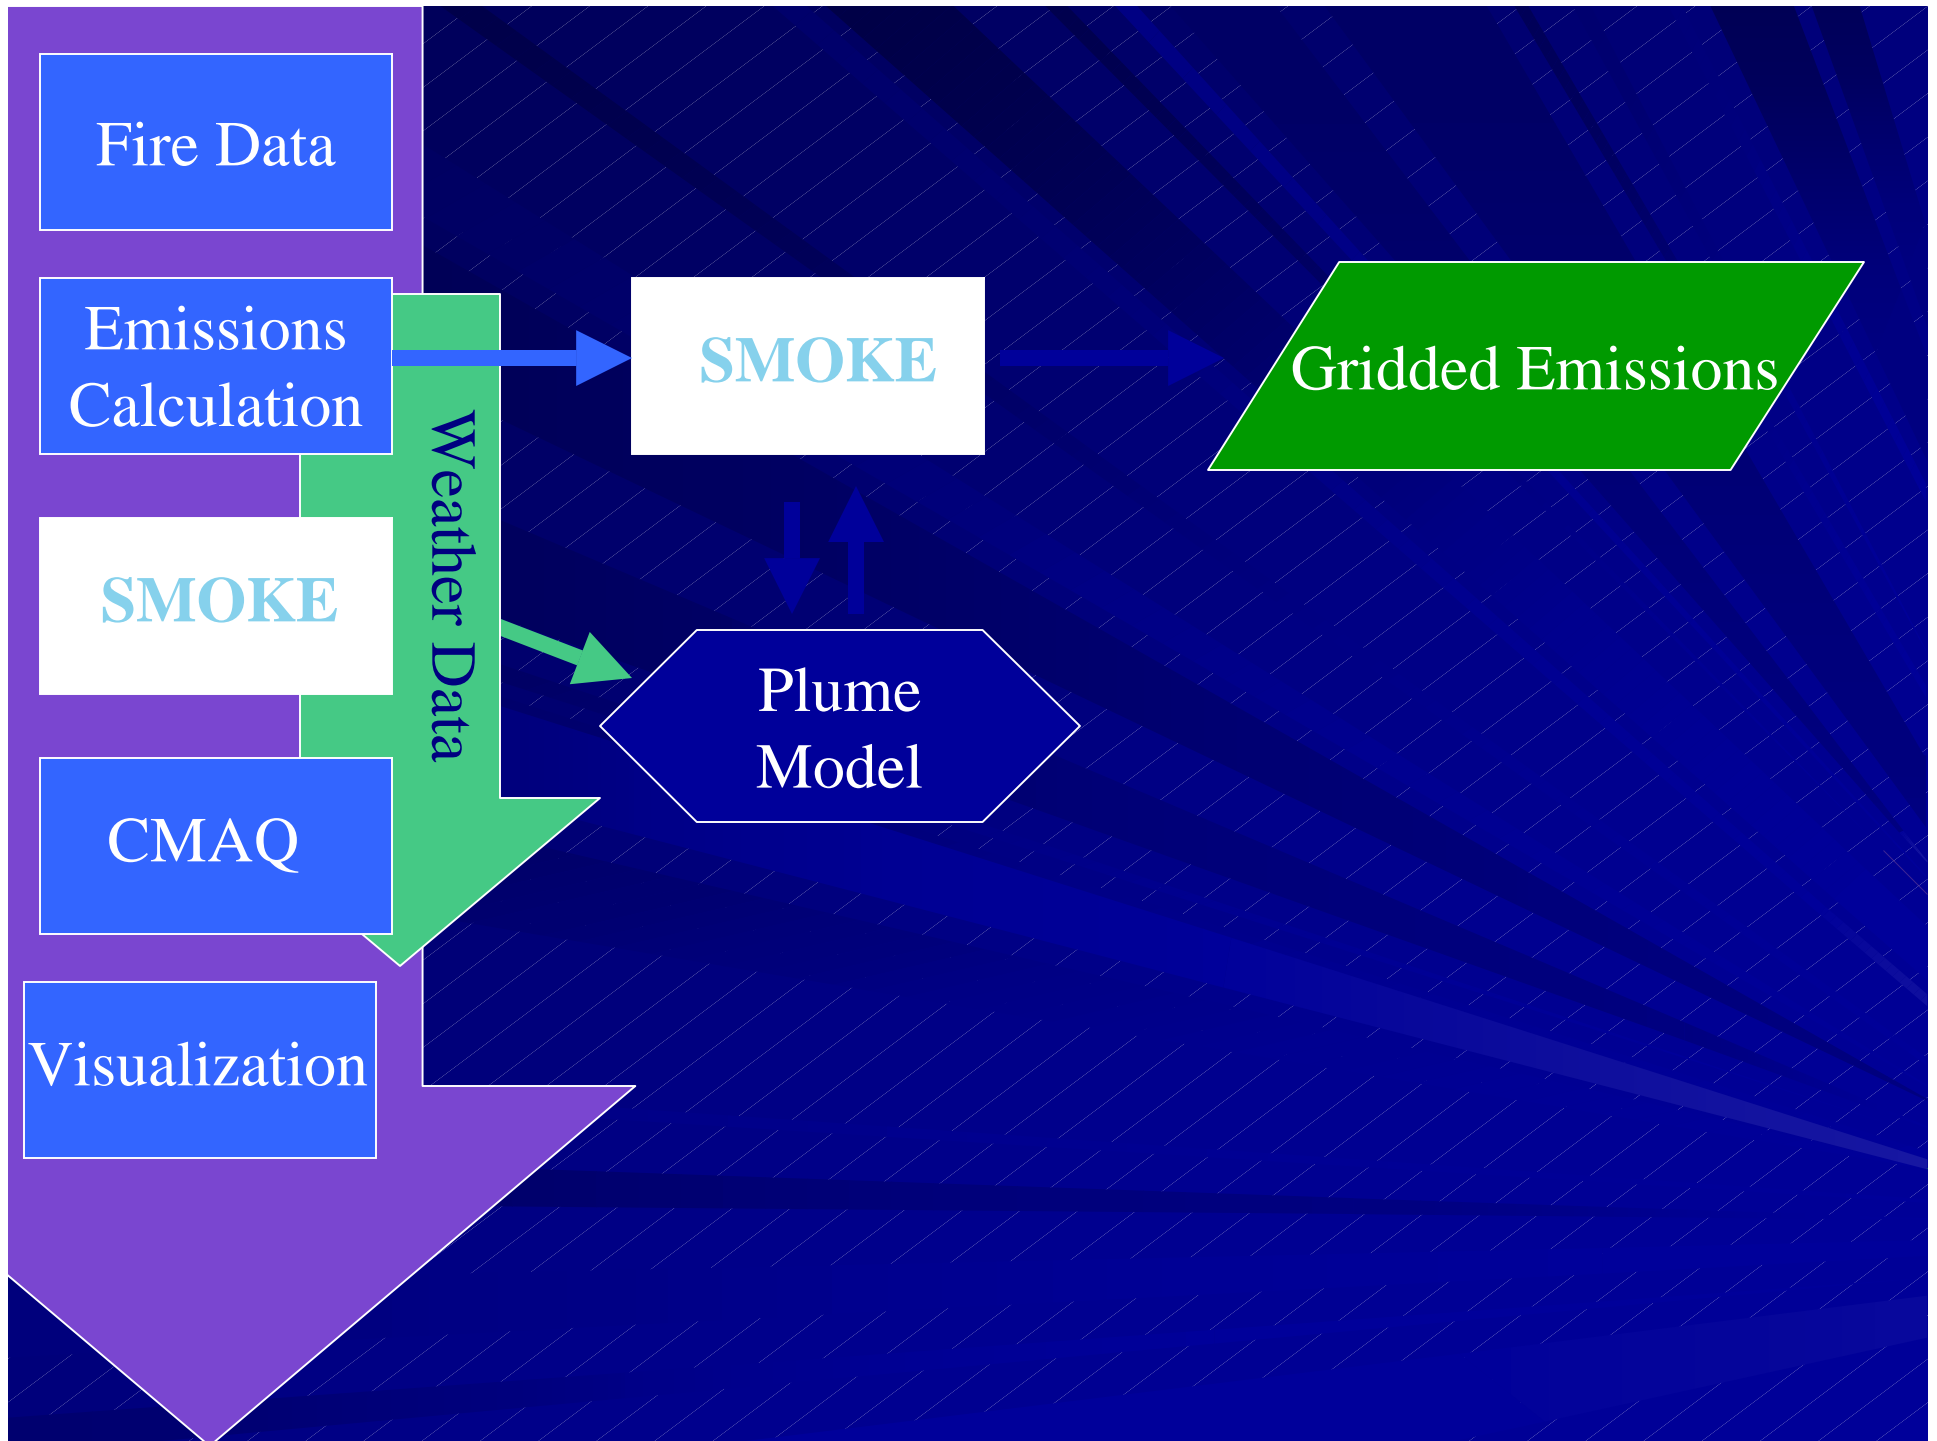 Fire Data
Emissions
Calculation
SMOKE
CMAQ
Visualization
Weather Data
SMOKE
Gridded Emissions
Plume
Model